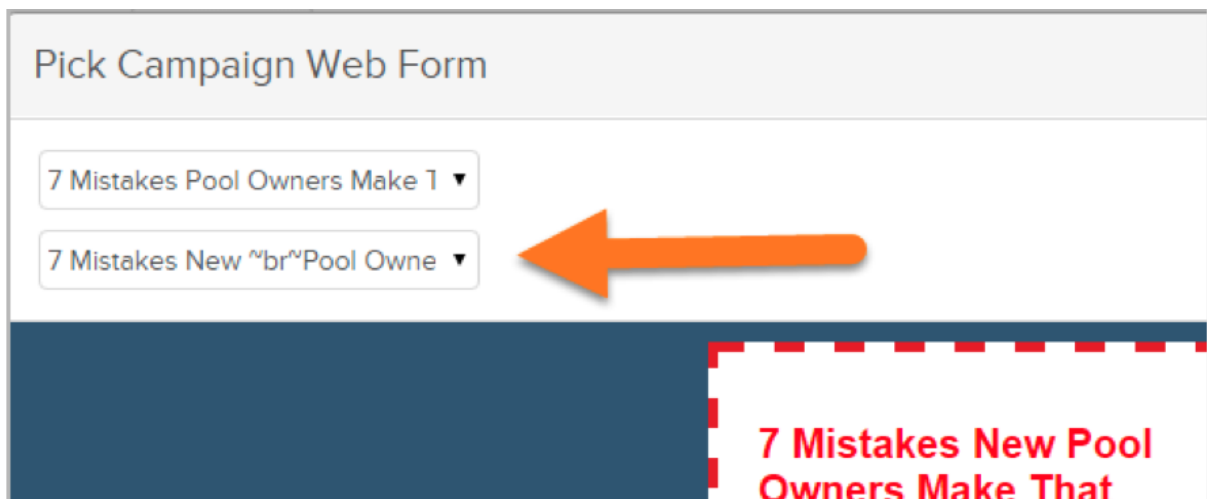 Pick Campaign Web Form
7 Mistakes Pool Owners Make
7 Mistakes New ~br~Pool Owne
7 Mistakes New Pool
Owners Make That